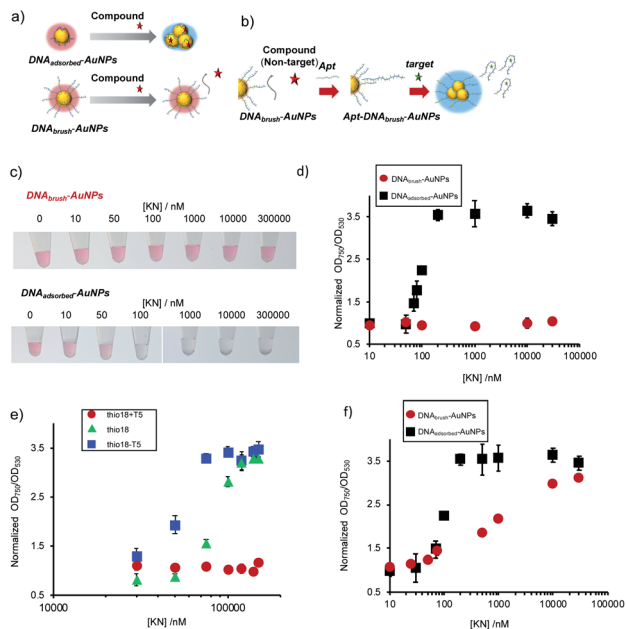 a)
Compound
DNAadsorbed-AuNPs
Compound
DNAbrush-AuNPs
b)
Compound
(Non-target)
Apt
target
DNAbrush-AuNPs
Apt-DNAbrush-AuNPs
c)
DNAbrush-AuNPs
[KN] / nM
0 10 50 100 1000 10000 300000
DNAadsorbed-AuNPs
[KN] / nM
0 10 50 100 1000 10000 300000
d)
DNAbrush-AuNPs
DNAadsorbed-AuNPs
Normalized OD750/OD530
3.5
2.5
1.5
0.5
10 100 1000 10000 100000
[KN] /nM
e)
thio18+T5
thio18
thio18-T5
Normalized OD750/OD530
3.5
2.5
1.5
0.5
10000 100000
[KN] /nM
f)
DNAbrush-AuNPs
DNAadsorbed-AuNPs
Normalized OD750/OD530
3.5
2.5
1.5
0.5
10 100 1000 10000 100000
[KN] /nM